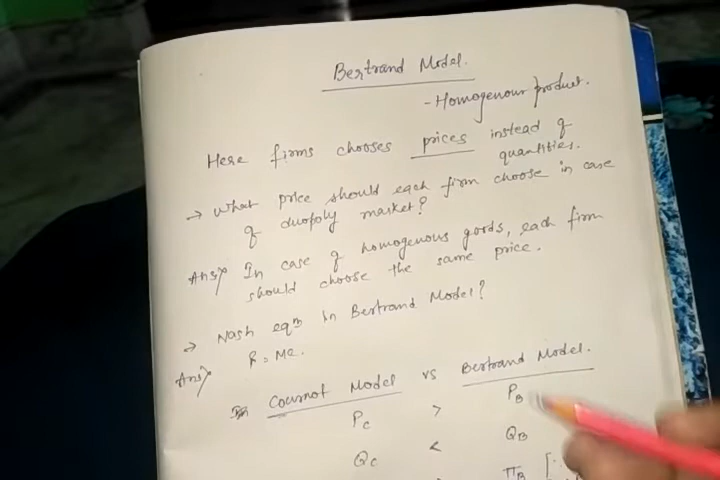 Bertrand Model.
- Homogenous product.
Here firms chooses prices instead of
quantities.
→ What price should each firm choose in case
of duopoly market?
Ans) In case of homogenous goods, each firm
should choose the same price.
→ Nash eqm in Bertrand Model?
Ans) P = MC.
Cournot Model vs Bertrand Model.
Pc > PB
Qc < QB
πB [